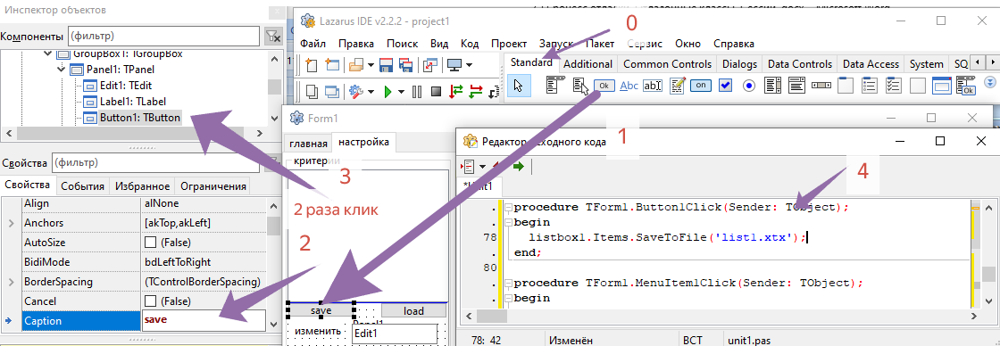 Инспектор объектов
Компоненты
(фильтр)
GroupBox1: TGroupBox
Panel1: TPanel
Edit1: TEdit
Label1: TLabel
Button1: TButton
Свойства
(фильтр)
Свойства События Избранное Ограничения
Align alNone
Anchors [akTop,akLeft]
AutoSize (False)
BidiMode bdLeftToRight
BorderSpacing (TControlBorderSpacing)
Cancel (False)
Caption save
3
2 раза клик
2
Lazarus IDE v2.2.2 - project1
0
Файл Правка Поиск Вид Код Проект Запуск Пакет Сервис Окно Справка
Standard Additional Common Controls Dialogs Data Controls Data Access System SQ
Ok Abc abI on Ok
Form1
1
главная настройка
критерии
save load
изменить
Edit1
Редактор исходного кода
*Unit1
4
procedure TForm1.Button1Click(Sender: TObject);
begin
78 listbox1.Items.SaveToFile('list1.xtx');
end;
80
procedure TForm1.MenuItem1Click(Sender: TObject);
begin
78: 42 Изменён ВСТ unit1.pas